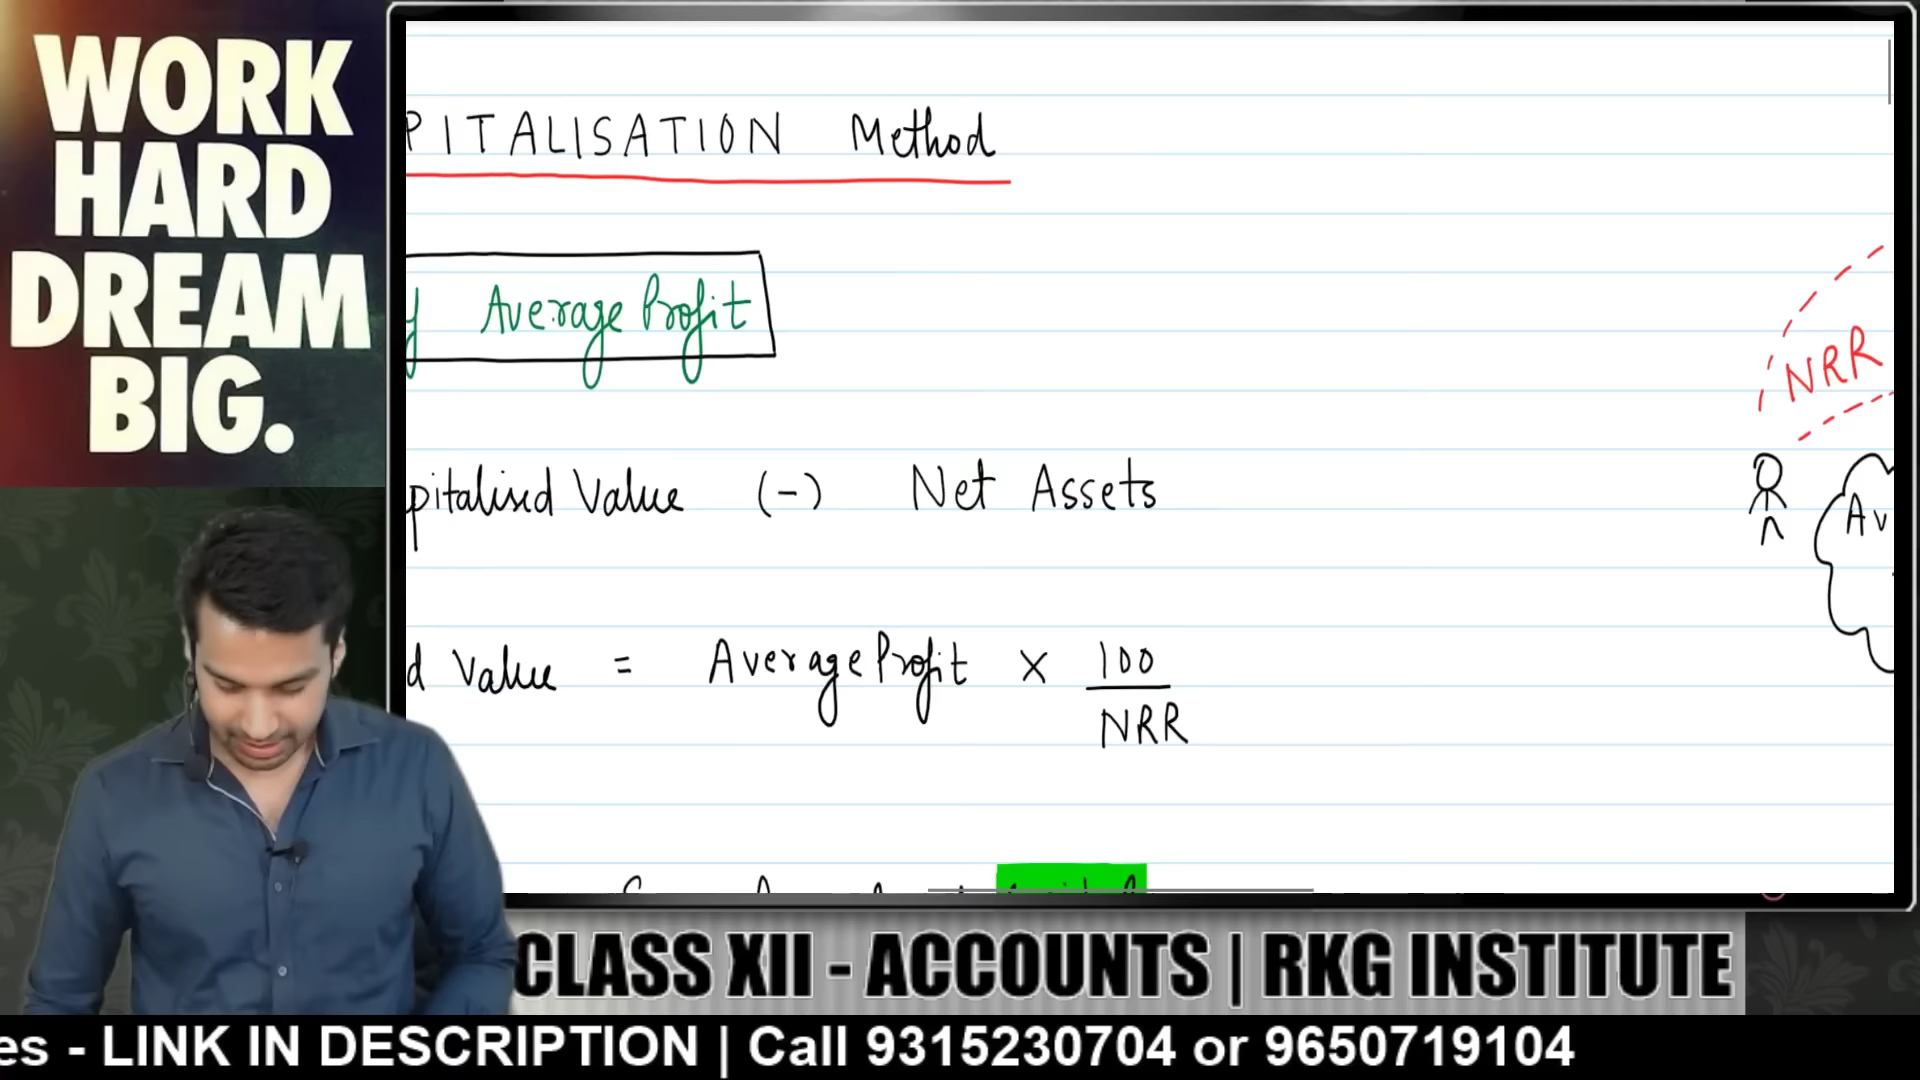 WORK
HARD
DREAM
BIG.
PITALISATION Method
Average Profit
NRR
pitalised Value (-) Net Assets
Av
d Value = Average Profit X 100
NRR
CLASS XII - ACCOUNTS | RKG INSTITUTE
es - LINK IN DESCRIPTION | Call 9315230704 or 9650719104